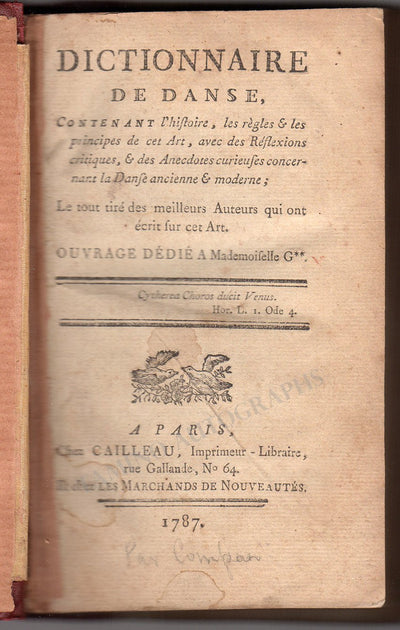 DICTIONNAIRE
DE DANSE,
CONTENANT l'hiſtoire, les règles & les
principes de cet Art, avec des Réflexions
critiques, & des Anecdotes curieuſes concer-
nant la Danſe ancienne & moderne;
Le tout tiré des meilleurs Auteurs qui ont
écrit ſur cet Art.
OUVRAGE DÉDIÉ A Mademoiſelle G**.
Cytherea Choros ducit Venus.
Hor. L. 1. Ode 4.
A PARIS,
Chez CAILLEAU, Imprimeur-Libraire,
rue Gallande, No 64.
Et chez LES MARCHANDS DE NOUVEAUTÉS.
1787.
Par Compan